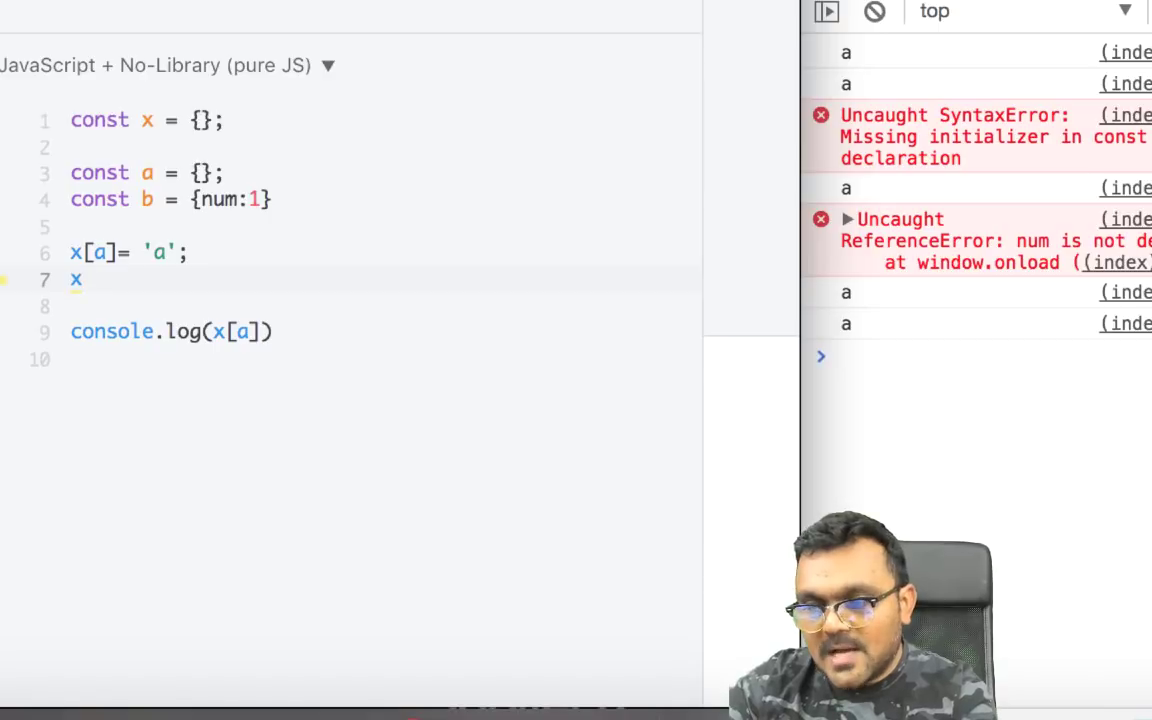 JavaScript + No-Library (pure JS) ▼
1 const x = {};
2
3 const a = {};
4 const b = {num:1}
5
6 x[a]= 'a';
7 x
8
9 console.log(x[a])
10
top ▼
a (inde
a (inde
Uncaught SyntaxError: (inde
Missing initializer in const
declaration
a (inde
▶Uncaught (inde
ReferenceError: num is not de
at window.onload ((index)
a (inde
a (inde
>